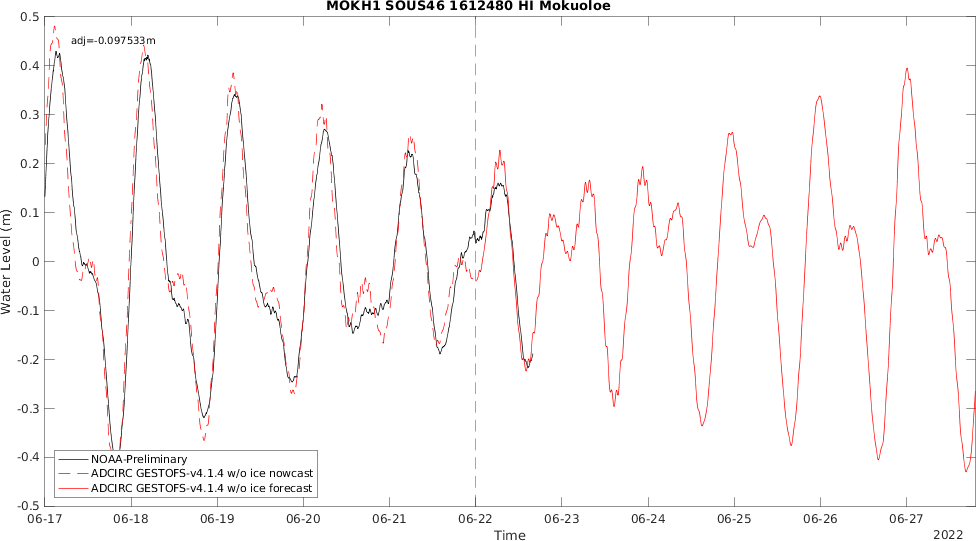 MOKH1 SOUS46 1612480 HI Mokuoloe
adj=-0.097533m
0.5
0.4
0.3
0.2
0.1
0
-0.1
-0.2
-0.3
-0.4
-0.5
Water Level (m)
NOAA-Preliminary
ADCIRC GESTOFS-v4.1.4 w/o ice nowcast
ADCIRC GESTOFS-v4.1.4 w/o ice forecast
06-17 06-18 06-19 06-20 06-21 06-22 06-23 06-24 06-25 06-26 06-27
Time
2022